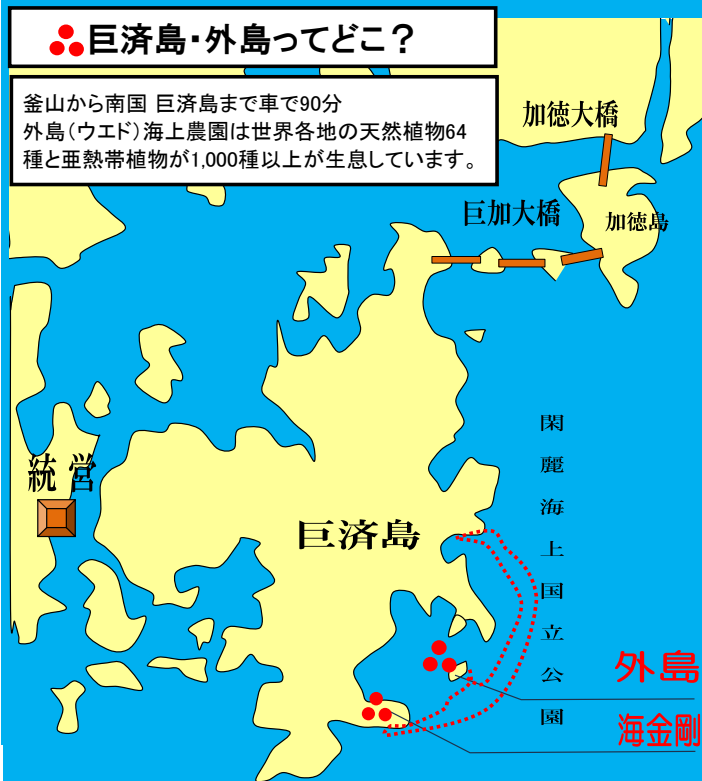 巨済島・外島ってどこ？
釜山から南国 巨済島まで車で90分
外島（ウエド）海上農園は世界各地の天然植物64
種と亜熱帯植物が1,000種以上が生息しています。
加徳大橋
巨加大橋
加徳島
統営
巨済島
閑麗海上国立公園
外島
海金剛